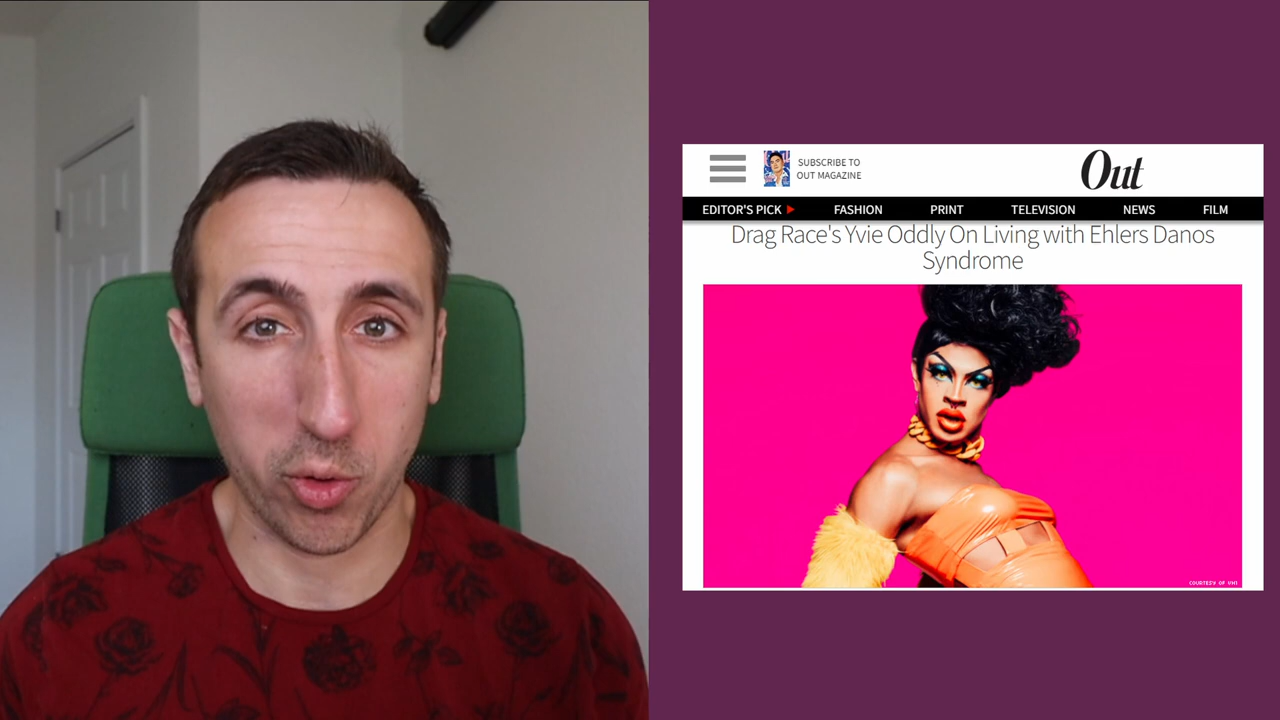 SUBSCRIBE TO
OUT MAGAZINE
Out
EDITOR'S PICK
FASHION
PRINT
TELEVISION
NEWS
FILM
Drag Race's Yvie Oddly On Living with Ehlers Danos
Syndrome
COURTESY OF VH1